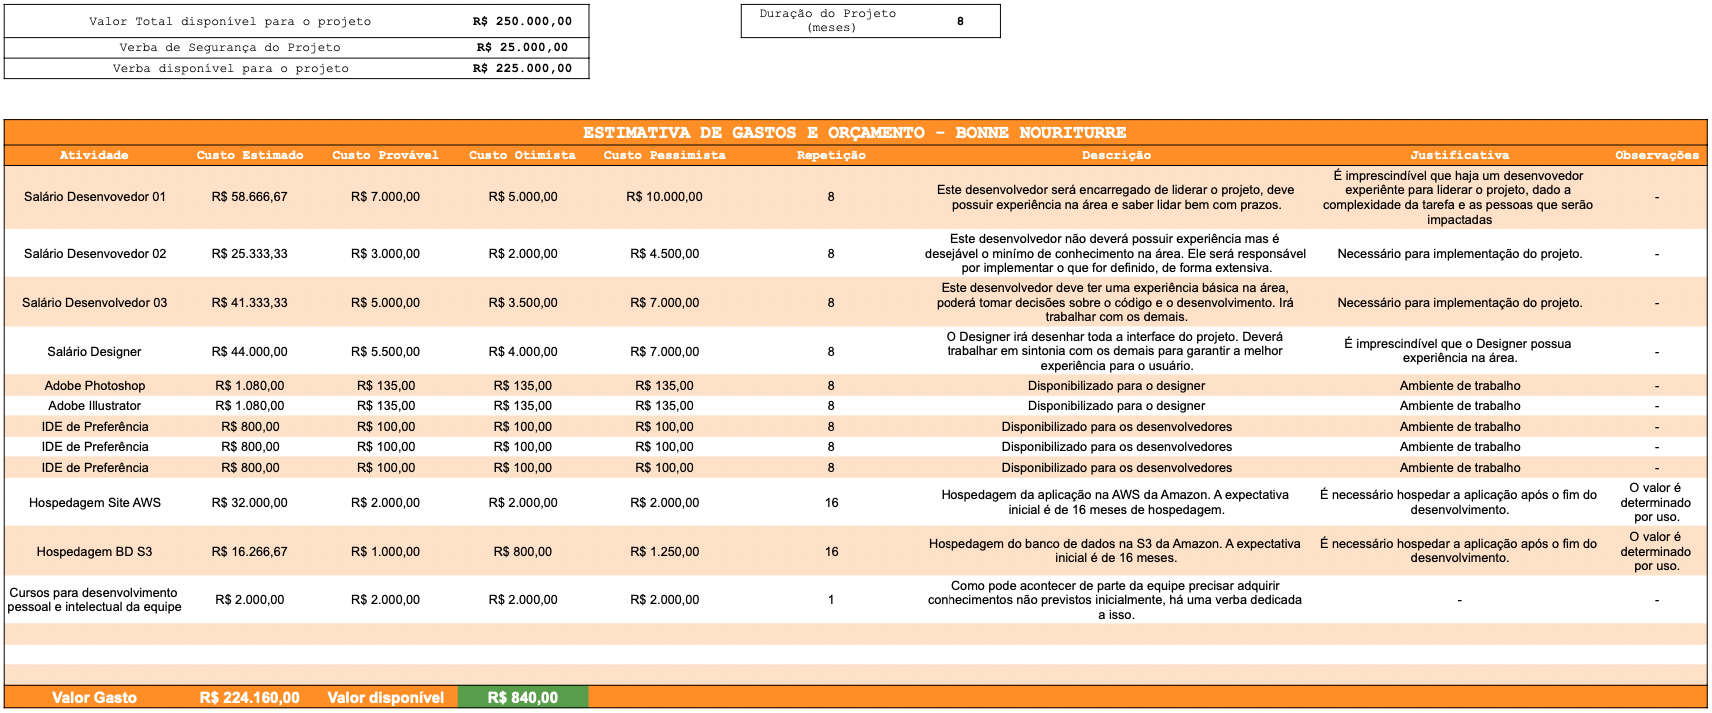 Valor Total disponível para o projeto R$ 250.000,00
Verba de Segurança do Projeto R$ 25.000,00
Verba disponível para o projeto R$ 225.000,00
Duração do Projeto
(meses) 8
ESTIMATIVA DE GASTOS E ORÇAMENTO - BONNE NOURITURRE
Atividade Custo Estimado Custo Provável Custo Otimista Custo Pessimista Repetição Descrição Justificativa Observações
Salário Desenvovedor 01 R$ 58.666,67 R$ 7.000,00 R$ 5.000,00 R$ 10.000,00 8
Este desenvolvedor será encarregado de liderar o projeto, deve
possuir experiência na área e saber lidar bem com prazos.
É imprescindível que haja um desenvovedor
experiênte para liderar o projeto, dado a
complexidade da tarefa e as pessoas que serão
impactadas
-
Salário Desenvovedor 02 R$ 25.333,33 R$ 3.000,00 R$ 2.000,00 R$ 4.500,00 8
Este desenvolvedor não deverá possuir experiência mas é
desejável o minímo de conhecimento na área. Ele será responsável
por implementar o que for definido, de forma extensiva.
Necessário para implementação do projeto.
-
Salário Desenvolvedor 03 R$ 41.333,33 R$ 5.000,00 R$ 3.500,00 R$ 7.000,00 8
Este desenvolvedor deve ter uma experiência básica na área,
poderá tomar decisões sobre o código e o desenvolvimento. Irá
trabalhar com os demais.
Necessário para implementação do projeto.
-
Salário Designer R$ 44.000,00 R$ 5.500,00 R$ 4.000,00 R$ 7.000,00 8
O Designer irá desenhar toda a interface do projeto. Deverá
trabalhar em sintonia com os demais para garantir a melhor
experiência para o usuário.
É imprescindível que o Designer possua
experiência na área.
-
Adobe Photoshop R$ 1.080,00 R$ 135,00 R$ 135,00 R$ 135,00 8 Disponibilizado para o designer Ambiente de trabalho -
Adobe Illustrator R$ 1.080,00 R$ 135,00 R$ 135,00 R$ 135,00 8 Disponibilizado para o designer Ambiente de trabalho -
IDE de Preferência R$ 800,00 R$ 100,00 R$ 100,00 R$ 100,00 8 Disponibilizado para os desenvolvedores Ambiente de trabalho -
IDE de Preferência R$ 800,00 R$ 100,00 R$ 100,00 R$ 100,00 8 Disponibilizado para os desenvolvedores Ambiente de trabalho -
IDE de Preferência R$ 800,00 R$ 100,00 R$ 100,00 R$ 100,00 8 Disponibilizado para os desenvolvedores Ambiente de trabalho -
Hospedagem Site AWS R$ 32.000,00 R$ 2.000,00 R$ 2.000,00 R$ 2.000,00 16
Hospedagem da aplicação na AWS da Amazon. A expectativa
inicial é de 16 meses de hospedagem.
É necessário hospedar a aplicação após o fim do
desenvolvimento.
O valor é
determinado
por uso.
Hospedagem BD S3 R$ 16.266,67 R$ 1.000,00 R$ 800,00 R$ 1.250,00 16
Hospedagem do banco de dados na S3 da Amazon. A expectativa
inicial é de 16 meses.
É necessário hospedar a aplicação após o fim do
desenvolvimento.
O valor é
determinado
por uso.
Cursos para desenvolvimento
pessoal e intelectual da equipe
R$ 2.000,00 R$ 2.000,00 R$ 2.000,00 R$ 2.000,00 1
Como pode acontecer de parte da equipe precisar adquirir
conhecimentos não previstos inicialmente, há uma verba dedicada
a isso.
-
-
Valor Gasto R$ 224.160,00 Valor disponível R$ 840,00